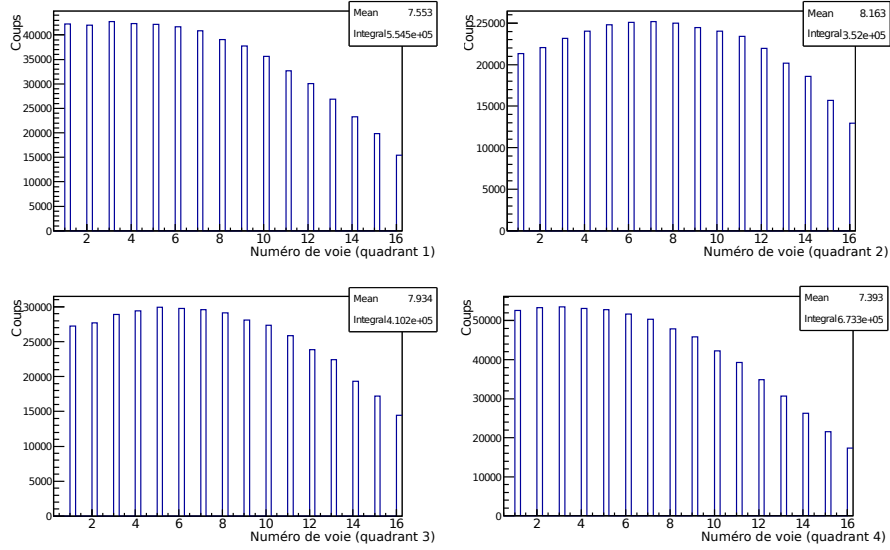 Coups
40000
35000
30000
25000
20000
15000
10000
5000
0
2 4 6 8 10 12 14 16
Numéro de voie (quadrant 1)
Mean 7.553
Integral 5.545e+05
Coups
25000
20000
15000
10000
5000
0
2 4 6 8 10 12 14 16
Numéro de voie (quadrant 2)
Mean 8.163
Integral 3.52e+05
Coups
30000
25000
20000
15000
10000
5000
0
2 4 6 8 10 12 14 16
Numéro de voie (quadrant 3)
Mean 7.934
Integral 4.102e+05
Coups
50000
40000
30000
20000
10000
0
2 4 6 8 10 12 14 16
Numéro de voie (quadrant 4)
Mean 7.393
Integral 6.733e+05